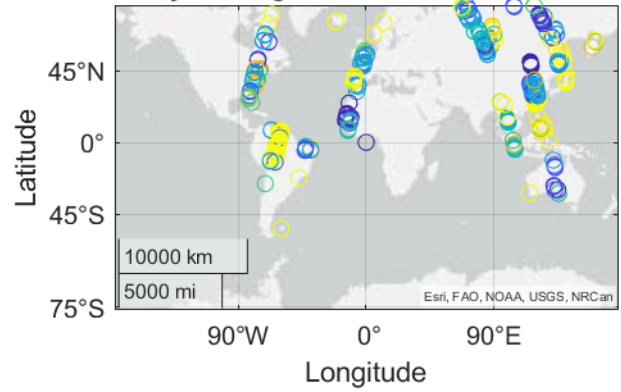 45°N
0°
45°S
75°S
Latitude
10000 km
5000 mi
Esri, FAO, NOAA, USGS, NRCan
90°W
0°
90°E
Longitude